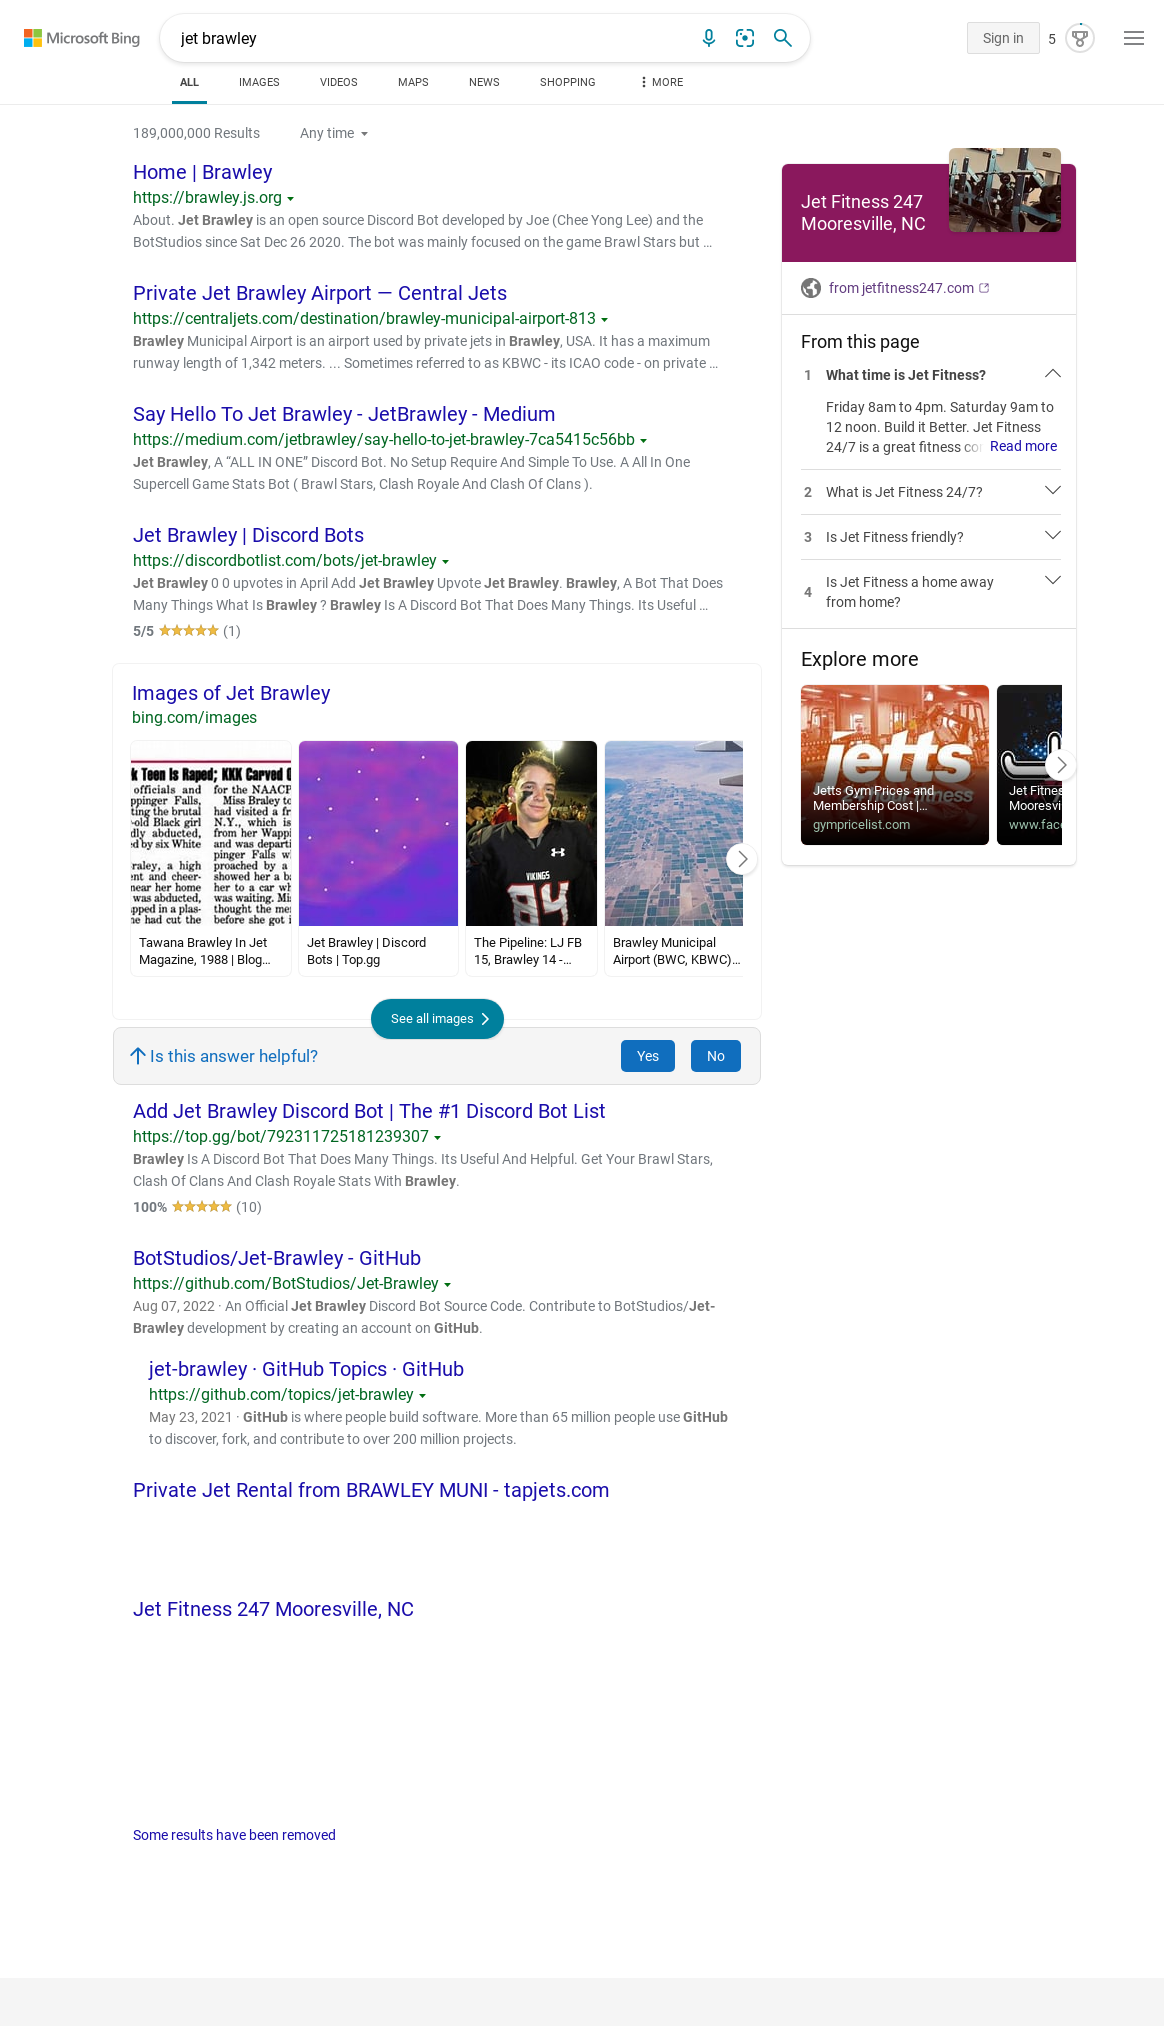 Microsoft Bing
jet brawley
Sign in
5
ALL
IMAGES
VIDEOS
MAPS
NEWS
SHOPPING
MORE
189,000,000 Results
Any time
Home | Brawley
https://brawley.js.org
About. Jet Brawley is an open source Discord Bot developed by Joe (Chee Yong Lee) and the
BotStudios since Sat Dec 26 2020. The bot was mainly focused on the game Brawl Stars but …
Private Jet Brawley Airport — Central Jets
https://centraljets.com/destination/brawley-municipal-airport-813
Brawley Municipal Airport is an airport used by private jets in Brawley, USA. It has a maximum
runway length of 1,342 meters. ... Sometimes referred to as KBWC - its ICAO code - on private …
Say Hello To Jet Brawley - JetBrawley - Medium
https://medium.com/jetbrawley/say-hello-to-jet-brawley-7ca5415c56bb
Jet Brawley, A “ALL IN ONE” Discord Bot. No Setup Require And Simple To Use. A All In One
Supercell Game Stats Bot ( Brawl Stars, Clash Royale And Clash Of Clans ).
Jet Brawley | Discord Bots
https://discordbotlist.com/bots/jet-brawley
Jet Brawley 0 0 upvotes in April Add Jet Brawley Upvote Jet Brawley. Brawley, A Bot That Does
Many Things What Is Brawley ? Brawley Is A Discord Bot That Does Many Things. Its Useful …
5/5
(1)
Images of Jet Brawley
bing.com/images
k Teen Is Raped; KKK Carved
officials and
ppinger Falls,
ting the brutal
-old Black girl
dly abducted,
ed by six White
raley, a high
ent and cheer-
near her home
was abducted,
pped in a plas-
ne had cut the
for the NAACP
Miss Braley to
had visited a fr
N.Y., which is
from her Wappi
and was departi
pinger Falls wh
proached by a
showed her a ba
her to a car wh
was waiting. Mis
thought the mer
before she got i
VIKINGS
84
Tawana Brawley In Jet
Magazine, 1988 | Blog…
Jet Brawley | Discord
Bots | Top.gg
The Pipeline: LJ FB
15, Brawley 14 -…
Brawley Municipal
Airport (BWC, KBWC)…
See all images
Is this answer helpful?
Yes
No
Add Jet Brawley Discord Bot | The #1 Discord Bot List
https://top.gg/bot/792311725181239307
Brawley Is A Discord Bot That Does Many Things. Its Useful And Helpful. Get Your Brawl Stars,
Clash Of Clans And Clash Royale Stats With Brawley.
100%
(10)
BotStudios/Jet-Brawley - GitHub
https://github.com/BotStudios/Jet-Brawley
Aug 07, 2022 · An Official Jet Brawley Discord Bot Source Code. Contribute to BotStudios/Jet-
Brawley development by creating an account on GitHub.
jet-brawley · GitHub Topics · GitHub
https://github.com/topics/jet-brawley
May 23, 2021 · GitHub is where people build software. More than 65 million people use GitHub
to discover, fork, and contribute to over 200 million projects.
Private Jet Rental from BRAWLEY MUNI - tapjets.com
Jet Fitness 247 Mooresville, NC
Some results have been removed
Jet Fitness 247
Mooresville, NC
from jetfitness247.com
From this page
1 What time is Jet Fitness?
Friday 8am to 4pm. Saturday 9am to
12 noon. Build it Better. Jet Fitness
24/7 is a great fitness co Read more
2 What is Jet Fitness 24/7?
3 Is Jet Fitness friendly?
4 Is Jet Fitness a home away
from home?
Explore more
jetts
Jetts Gym Prices and
Membership Cost |…
gympricelist.com
Jet Fitnes
Mooresvi
www.face